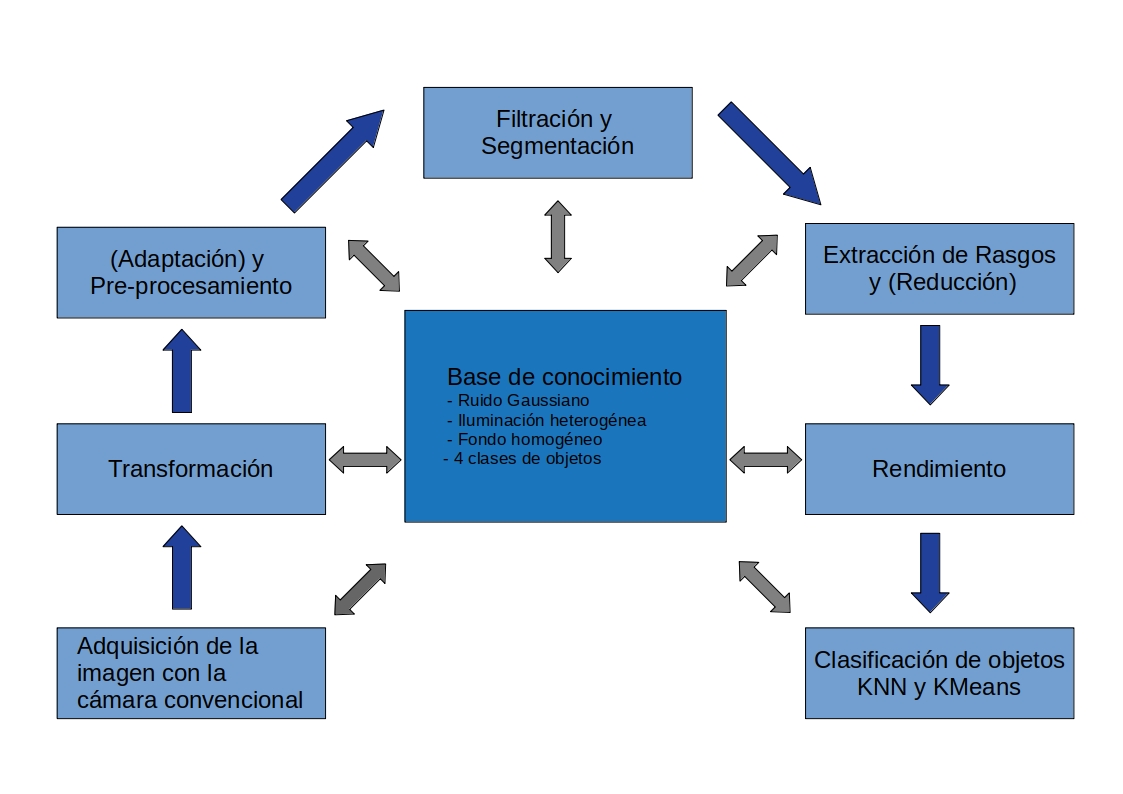 Filtración y
Segmentación
(Adaptación) y
Pre-procesamiento
Extracción de Rasgos
y (Reducción)
Base de conocimiento
- Ruido Gaussiano
- Iluminación heterogénea
- Fondo homogéneo
- 4 clases de objetos
Transformación
Rendimiento
Adquisición de la
imagen con la
cámara convencional
Clasificación de objetos
KNN y KMeans